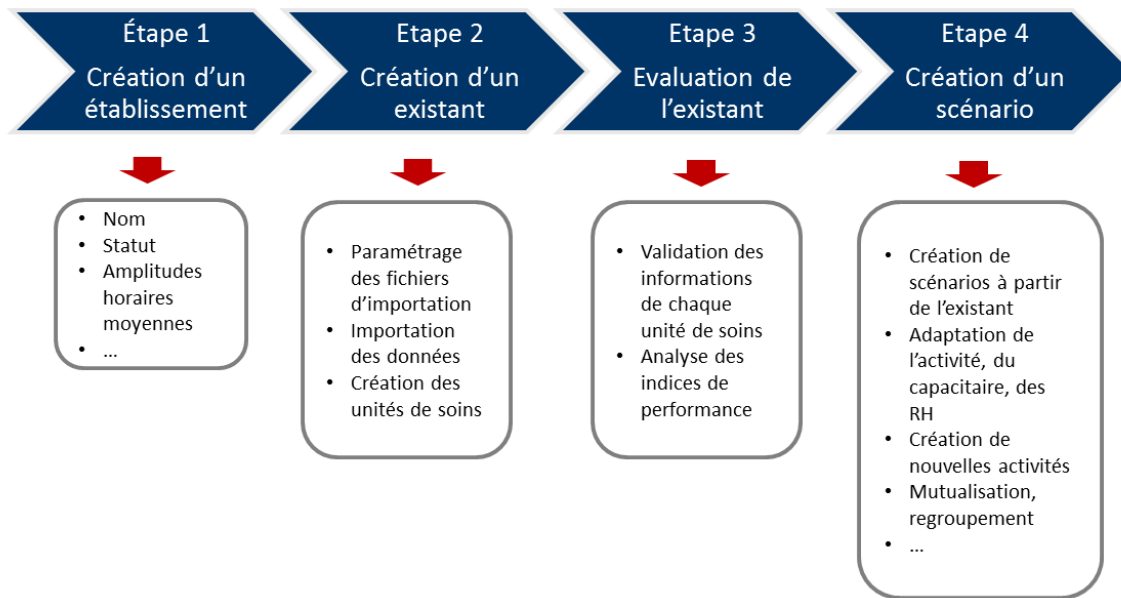 Étape 1
Création d'un
établissement
Etape 2
Création d'un
existant
Etape 3
Evaluation de
l'existant
Etape 4
Création d'un
scénario
• Nom
• Statut
• Amplitudes
horaires
moyennes
• ...
• Paramétrage
des fichiers
d'importation
• Importation
des données
• Création des
unités de soins
• Validation des
informations
de chaque
unité de soins
• Analyse des
indices de
performance
• Création de
scénarios à partir
de l'existant
• Adaptation de
l'activité, du
capacitaire, des
RH
• Création de
nouvelles activités
• Mutualisation,
regroupement
• ...